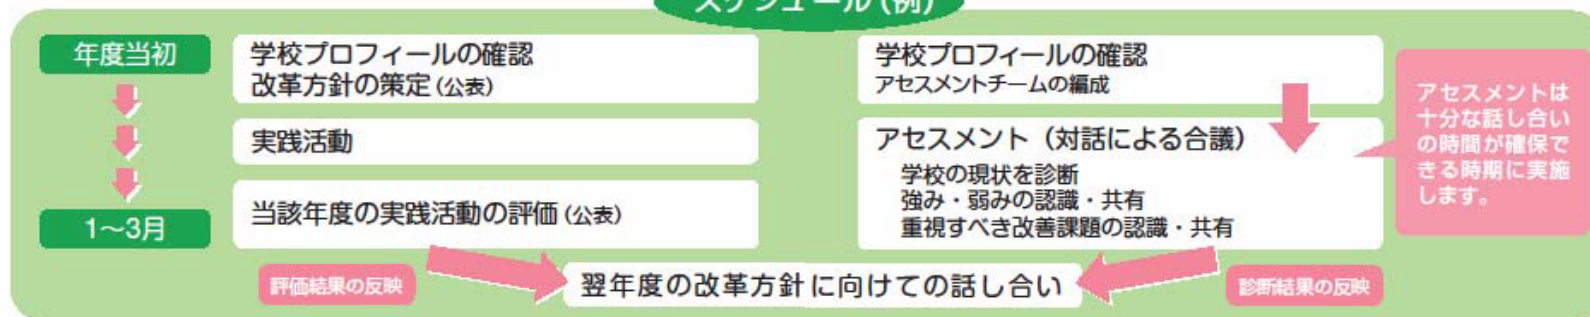 スケジュール(例)
年度当初
学校プロフィールの確認
改革方針の策定(公表)
実践活動
1〜3月
当該年度の実践活動の評価(公表)
学校プロフィールの確認
アセスメントチームの編成
アセスメント(対話による合議)
学校の現状を診断
強み・弱みの認識・共有
重視すべき改善課題の認識・共有
アセスメントは
十分な話し合い
の時間が確保で
きる時期に実施
します。
評価結果の反映
翌年度の改革方針に向けての話し合い
診断結果の反映